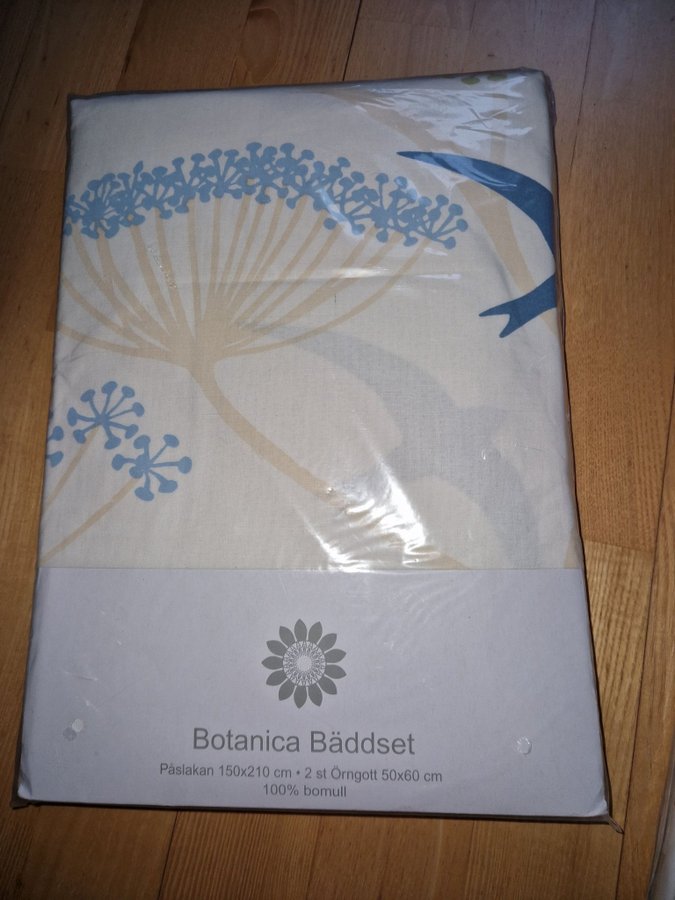 Botanica Bäddset
Påslakan 150x210 cm • 2 st Örngott 50x60 cm
100% bomull